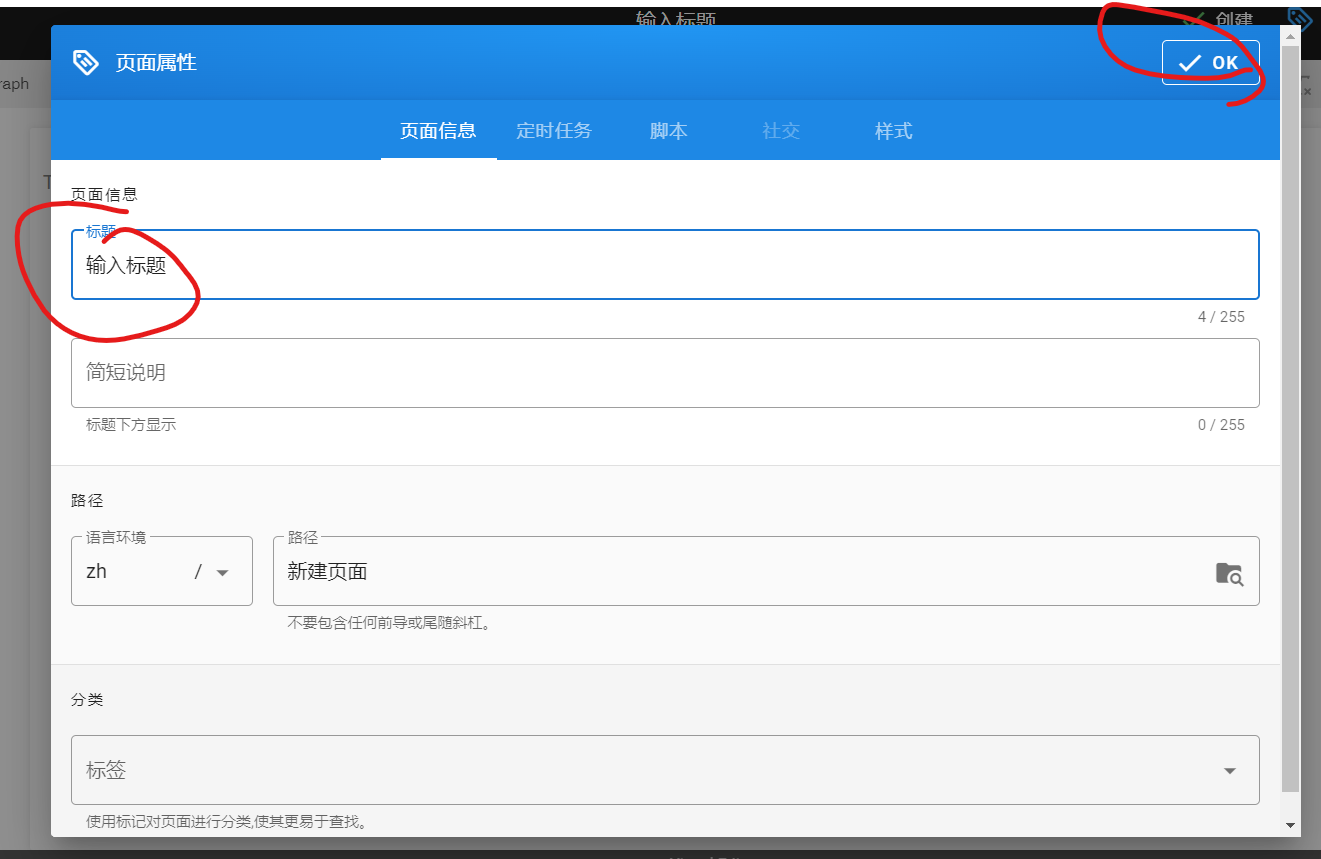 输入标题
创建
raph
页面属性
OK
页面信息 定时任务 脚本 社交 样式
页面信息
标题
输入标题
4 / 255
简短说明
标题下方显示
0 / 255
路径
语言环境
zh /
路径
新建页面
不要包含任何前导或尾随斜杠。
分类
标签
使用标记对页面进行分类,使其更易于查找。